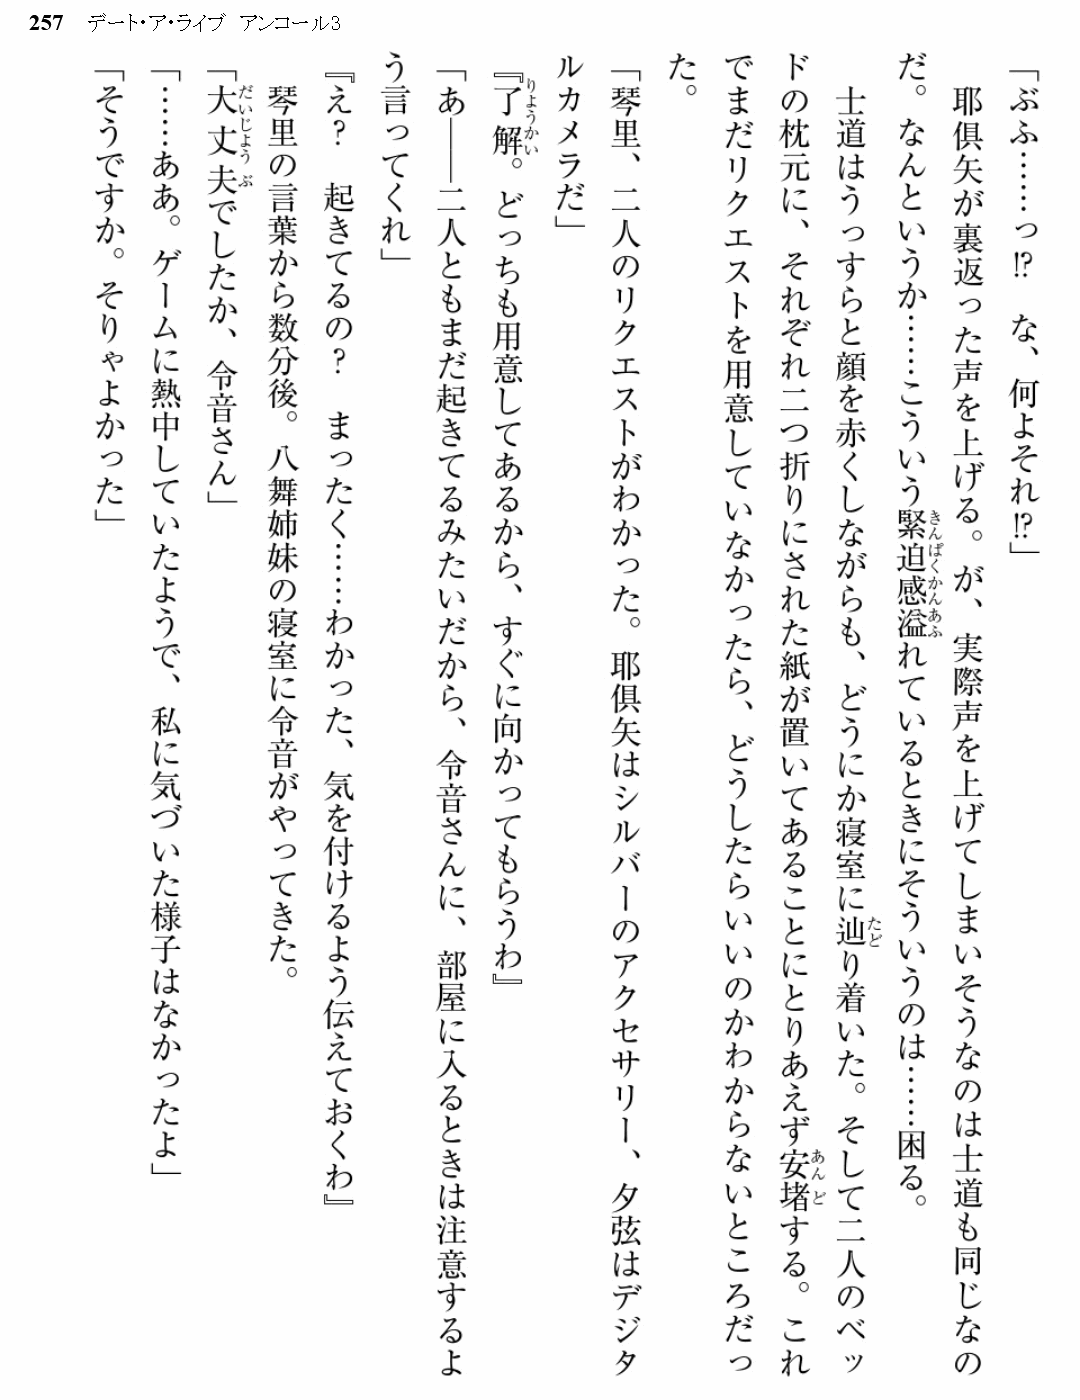 257 デート・ア・ライブ アンコール3
「ぶふ……っ!? な、何よそれ!?」
耶倶矢が裏返った声を上げる。が、実際声を上げてしまいそうなのは士道も同じなの
だ。なんというか……こういう緊迫感溢れているときにそういうのは……困る。
士道はうっすらと顔を赤くしながらも、どうにか寝室に辿り着いた。そして二人のベッ
ドの枕元に、それぞれ二つ折りにされた紙が置いてあることにとりあえず安堵する。これ
でまだリクエストを用意していなかったら、どうしたらいいのかわからないところだっ
た。
「琴里、二人のリクエストがわかった。耶倶矢はシルバーのアクセサリー、夕弦はデジタ
ルカメラだ」
『了解。どっちも用意してあるから、すぐに向かってもらうわ』
「あ――二人ともまだ起きてるみたいだから、令音さんに、部屋に入るときは注意するよ
う言ってくれ」
『え? 起きてるの? まったく……わかった、気を付けるよう伝えておくわ』
琴里の言葉から数分後。八舞姉妹の寝室に令音がやってきた。
「大丈夫でしたか、令音さん」
「……ああ。ゲームに熱中していたようで、私に気づいた様子はなかったよ」
「そうですか。そりゃよかった」